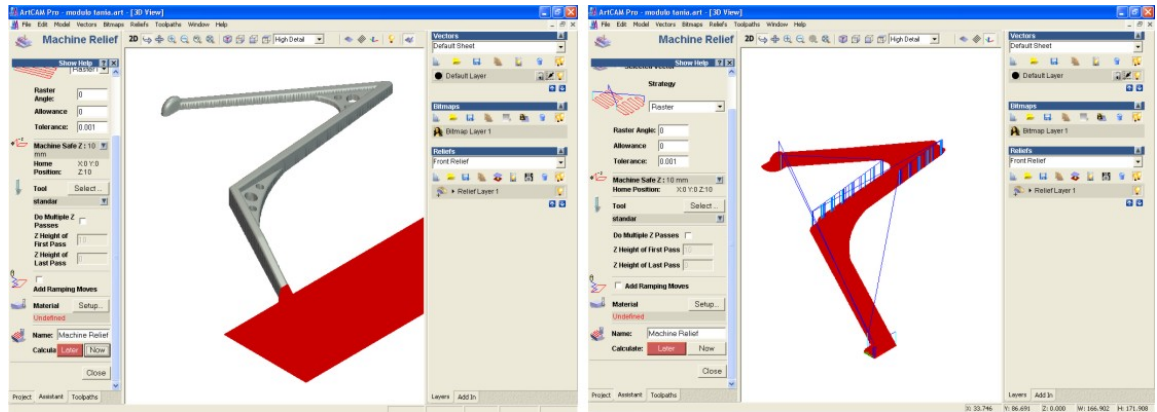 ArtCAM Pro - modulo tania.art - [3D View]
File Edit Model Vectors Bitmaps Reliefs Toolpaths Window Help
Machine Relief
2D
High Detail
Show Help
Raster
Raster Angle:
0
Allowance
0
Tolerance:
0.001
Machine Safe Z : 10 mm
Home Position:
X:0 Y:0 Z:10
Tool
Select ...
standar
Do Multiple Z Passes
Z Height of First Pass
Z Height of Last Pass
Add Ramping Moves
Material
Setup...
Undefined
Name:
Machine Relief
Calcula
Later
Now
Close
Project
Assistant
Toolpaths
Vectors
Default Sheet
Default Layer
Bitmaps
Bitmap Layer 1
Reliefs
Front Relief
Relief Layer 1
Layers
Add In
ArtCAM Pro - modulo tania.art - [3D View]
File Edit Model Vectors Bitmaps Reliefs Toolpaths Window Help
Machine Relief
2D
High Detail
Show Help
Strategy
Raster
Raster Angle:
0
Allowance
0
Tolerance:
0.001
Machine Safe Z : 10 mm
Home Position: X:0 Y:0 Z:10
Tool
Select ...
standar
Do Multiple Z Passes
Z Height of First Pass
Z Height of Last Pass
Add Ramping Moves
Material
Setup...
Undefined
Name:
Machine Relief
Calculate:
Later
Now
Close
Project
Assistant
Toolpaths
Vectors
Default Sheet
Default Layer
Bitmaps
Bitmap Layer 1
Reliefs
Front Relief
Relief Layer 1
Layers
Add In
X: 33.746 Y: 86.691 Z: 0.000 W: 166.902 H: 171.908